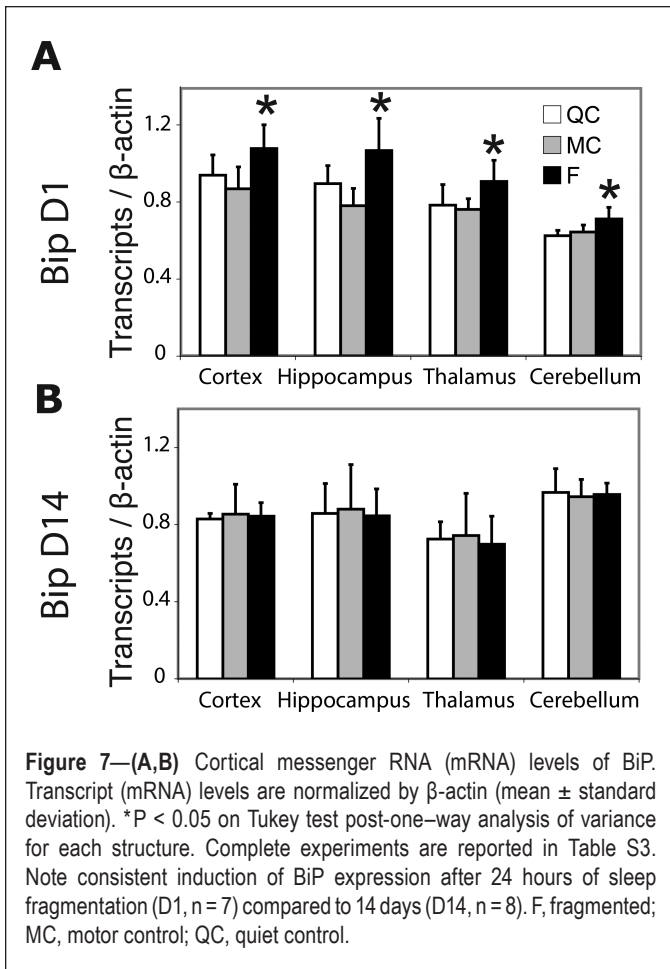 A
Bip D1
Transcripts / β-actin
1.2
0.8
0.4
0
* * * *
QC
MC
F
Cortex Hippocampus Thalamus Cerebellum
B
Bip D14
Transcripts / β-actin
1.2
0.8
0.4
0
Cortex Hippocampus Thalamus Cerebellum
Figure 7—(A,B) Cortical messenger RNA (mRNA) levels of BiP.
Transcript (mRNA) levels are normalized by β-actin (mean ± standard
deviation). *P < 0.05 on Tukey test post-one–way analysis of variance
for each structure. Complete experiments are reported in Table S3.
Note consistent induction of BiP expression after 24 hours of sleep
fragmentation (D1, n = 7) compared to 14 days (D14, n = 8). F, fragmented;
MC, motor control; QC, quiet control.